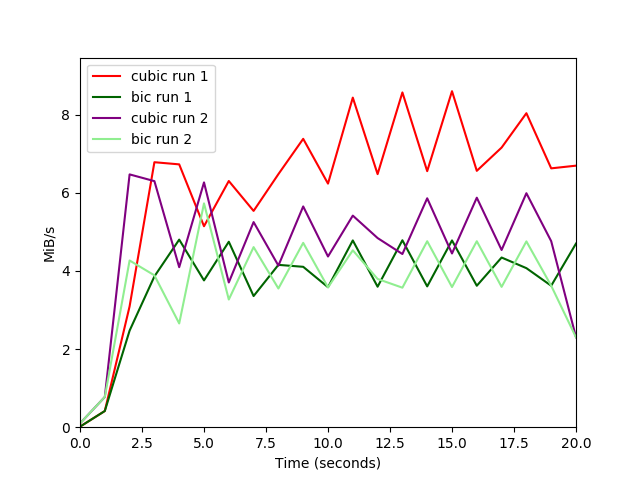 cubic run 1
bic run 1
cubic run 2
bic run 2
8
6
4
2
0
MiB/s
0.0 2.5 5.0 7.5 10.0 12.5 15.0 17.5 20.0
Time (seconds)